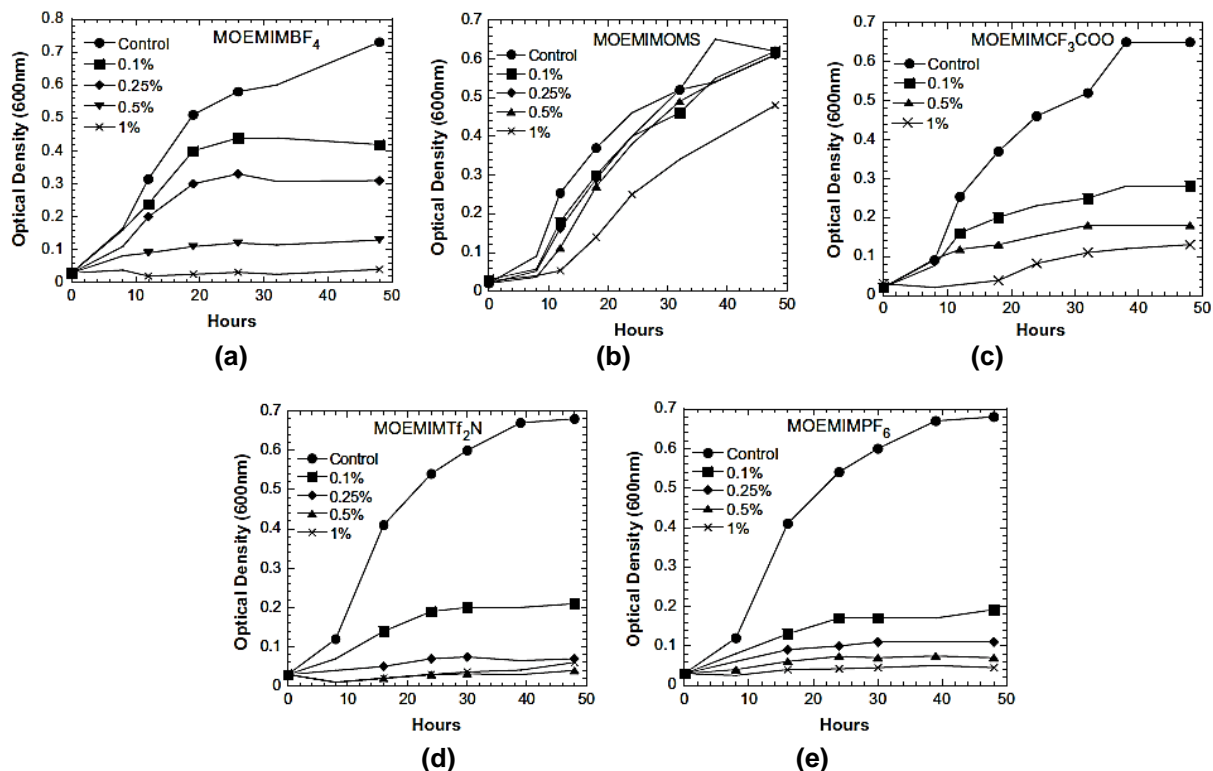 MOEMIMBF4
Control
0.1%
0.25%
0.5%
1%
Optical Density (600nm)
0.8
0.7
0.6
0.5
0.4
0.3
0.2
0.1
0
0 10 20 30 40 50
Hours
(a)
MOEMIMOMS
Control
0.1%
0.25%
0.5%
1%
Optical Density (600nm)
0.7
0.6
0.5
0.4
0.3
0.2
0.1
0
0 10 20 30 40 50
Hours
(b)
MOEMIMCF3COO
Control
0.1%
0.5%
1%
Optical Density (600nm)
0.7
0.6
0.5
0.4
0.3
0.2
0.1
0
0 10 20 30 40 50
Hours
(c)
MOEMIMTf2N
Control
0.1%
0.25%
0.5%
1%
Optical Density (600nm)
0.7
0.6
0.5
0.4
0.3
0.2
0.1
0
0 10 20 30 40 50
Hours
(d)
MOEMIMPF6
Control
0.1%
0.25%
0.5%
1%
Optical Density (600nm)
0.7
0.6
0.5
0.4
0.3
0.2
0.1
0
0 10 20 30 40 50
Hours
(e)